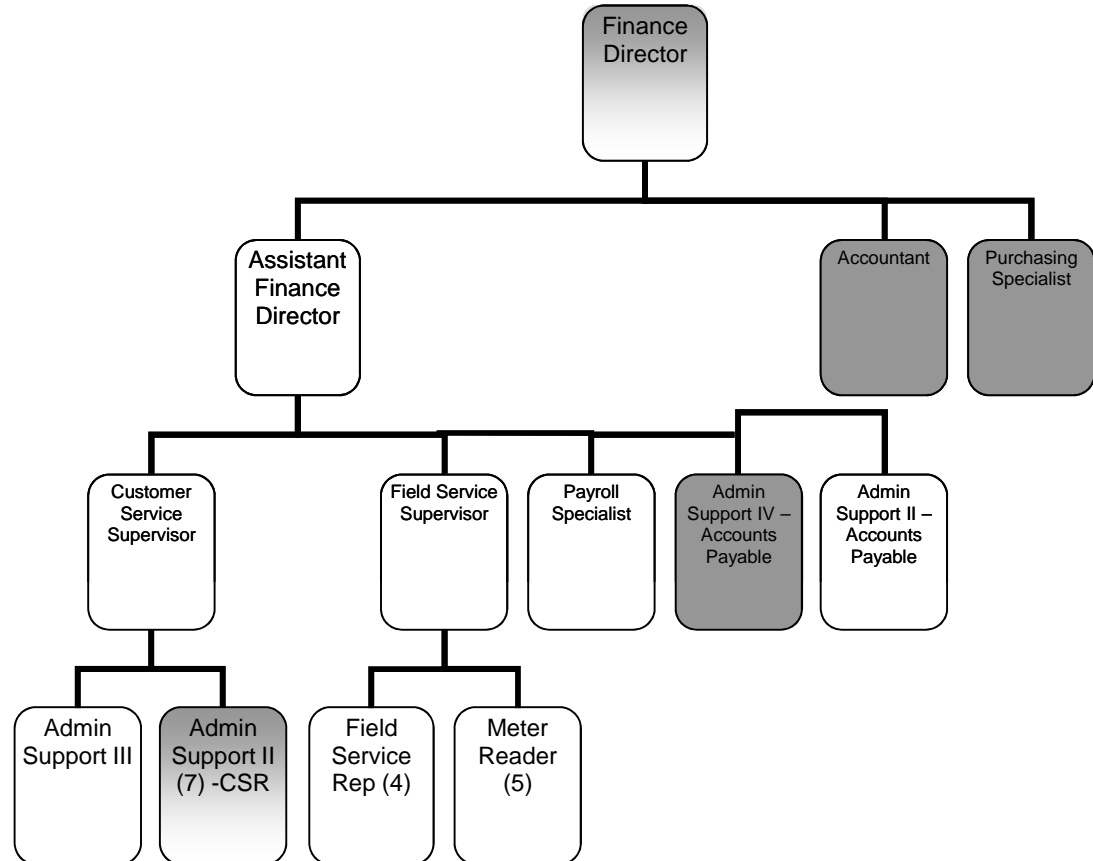 Finance
Director
Assistant
Finance
Director
Accountant
Purchasing
Specialist
Customer
Service
Supervisor
Field Service
Supervisor
Payroll
Specialist
Admin
Support IV –
Accounts
Payable
Admin
Support II –
Accounts
Payable
Admin
Support III
Admin
Support II
(7) -CSR
Field
Service
Rep (4)
Meter
Reader
(5)